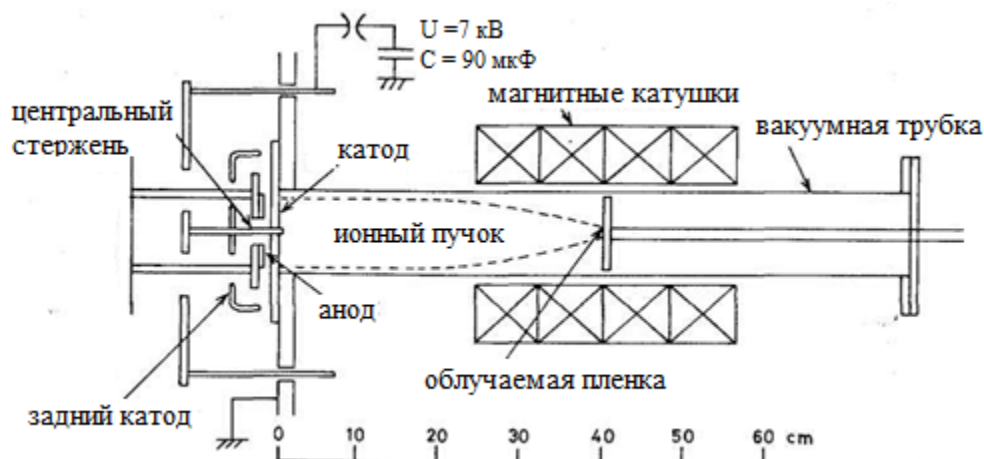 U =7 кВ
C = 90 мкФ
центральный
стержень
магнитные катушки
вакуумная трубка
катод
ионный пучок
анод
облучаемая пленка
задний катод
0 10 20 30 40 50 60 cm